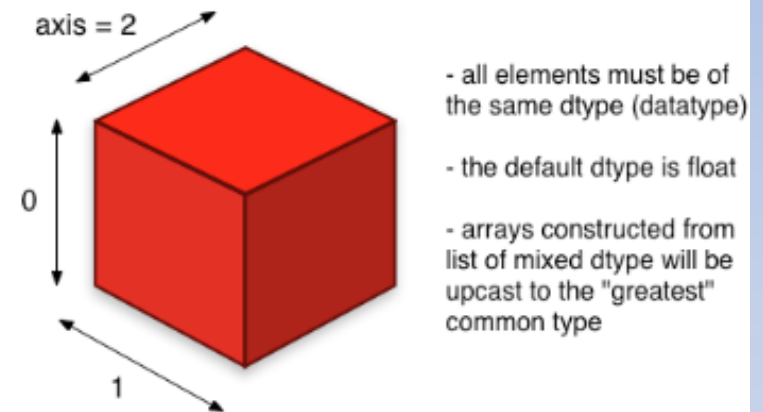 axis = 2
0
1
- all elements must be of
the same dtype (datatype)
- the default dtype is float
- arrays constructed from
list of mixed dtype will be
upcast to the "greatest"
common type